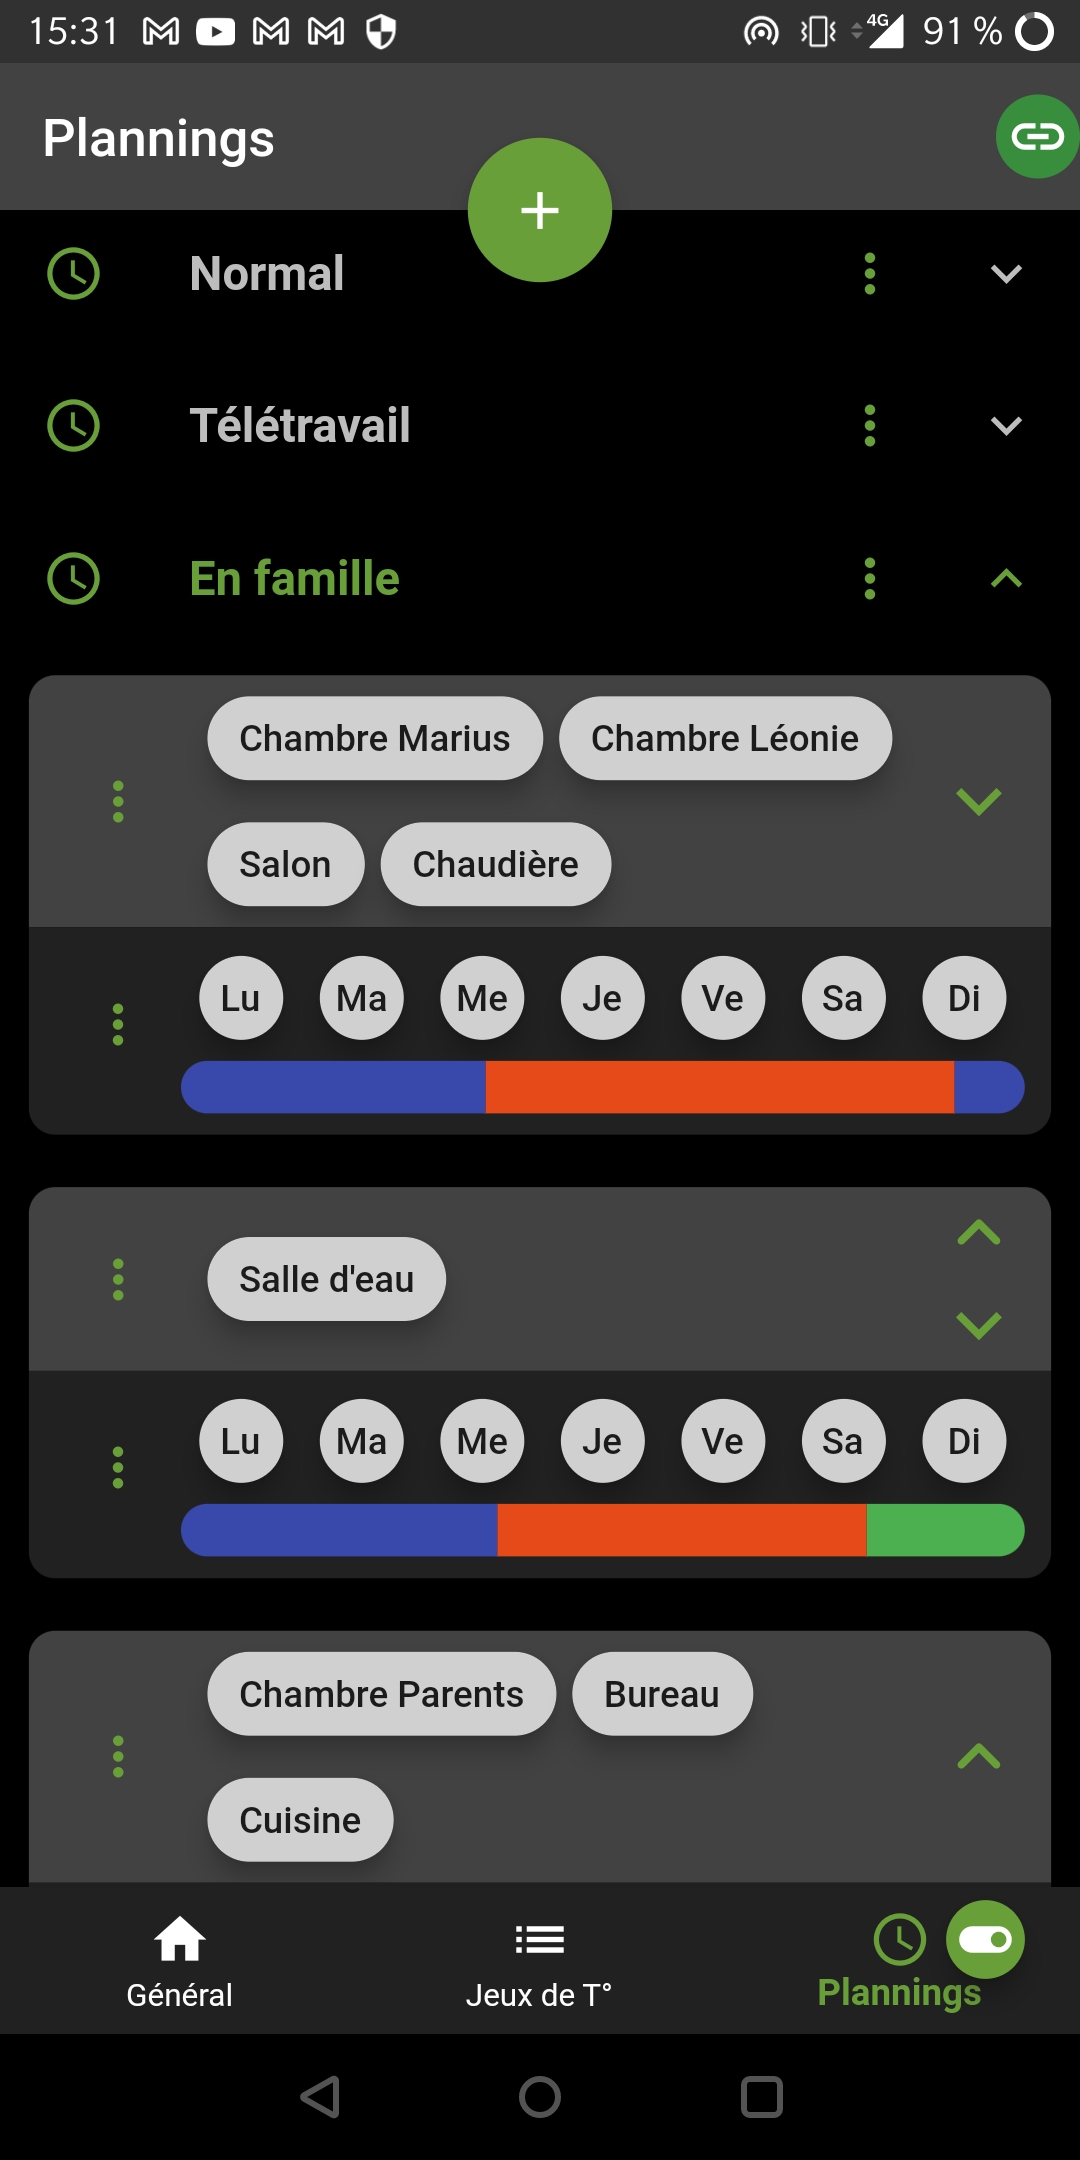 15:31 4G 91 %
Plannings
+
Normal
Télétravail
En famille
Chambre Marius Chambre Léonie
Salon Chaudière
Lu Ma Me Je Ve Sa Di
Salle d'eau
Lu Ma Me Je Ve Sa Di
Chambre Parents Bureau
Cuisine
Général Jeux de T° Plannings